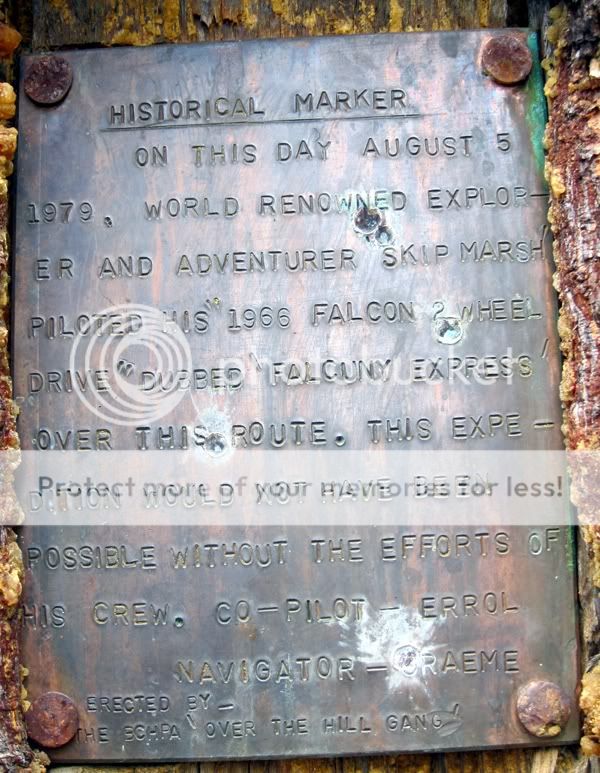 HISTORICAL MARKER
ON THIS DAY AUGUST 5
1979. WORLD RENOWNED EXPLOR-
ER AND ADVENTURER SKIP MARSH
PILOTED HIS "1966 FALCON 2 WHEEL
DRIVE" DUBBED "FALCUNY EXPRESS"
photobucket
OVER THIS ROUTE. THIS EXPE-
DITION WOULD NOT HAVE BEEN
Protect more of your memories for less!
POSSIBLE WITHOUT THE EFFORTS OF
HIS CREW. CO-PILOT- ERROL
NAVIGATOR- GRAEME
ERECTED BY-
THE BCHPA "OVER THE HILL GANG"